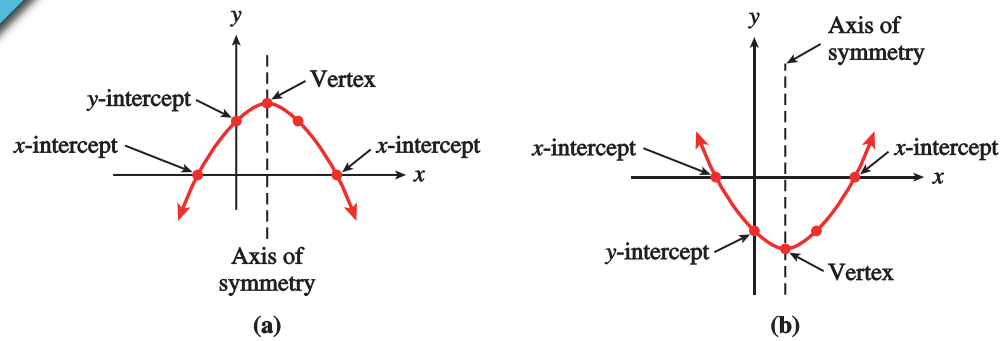 y
Vertex
y-intercept
x-intercept
x-intercept
x
Axis of
symmetry
(a)
y
Axis of
symmetry
x-intercept
x-intercept
x
y-intercept
Vertex
(b)